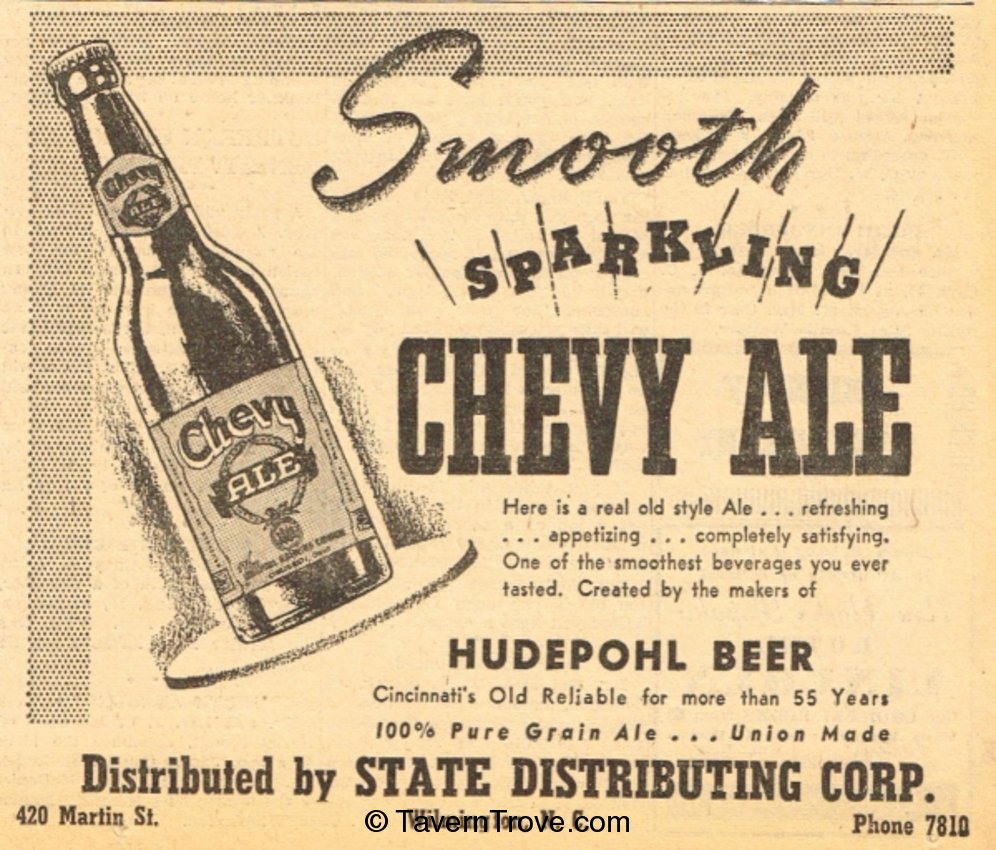 Smooth
SPARKLING
CHEVY ALE
Chevy
ALE
Chevy
ALE
Here is a real old style Ale . . . refreshing
. . . appetizing . . . completely satisfying.
One of the smoothest beverages you ever
tasted. Created by the makers of
HUDEPOHL BEER
Cincinnati's Old Reliable for more than 55 Years
100% Pure Grain Ale . . . Union Made
Distributed by STATE DISTRIBUTING CORP.
420 Martin St. Wilmington, N. C. Phone 7810
© TavernTrove.com